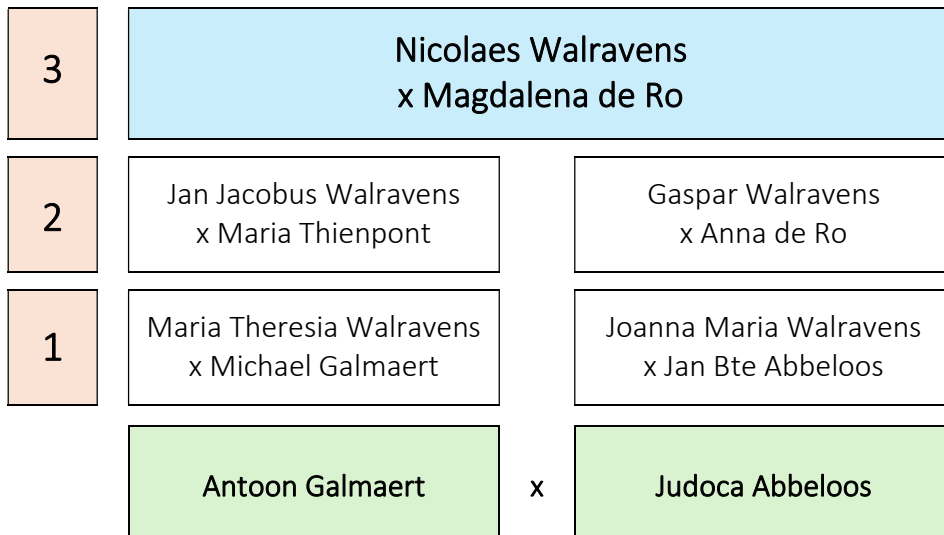 3
Nicolaes Walravens
x Magdalena de Ro
2
Jan Jacobus Walravens
x Maria Thienpont
Gaspar Walravens
x Anna de Ro
1
Maria Theresia Walravens
x Michael Galmaert
Joanna Maria Walravens
x Jan Bte Abbeloos
Antoon Galmaert x Judoca Abbeloos